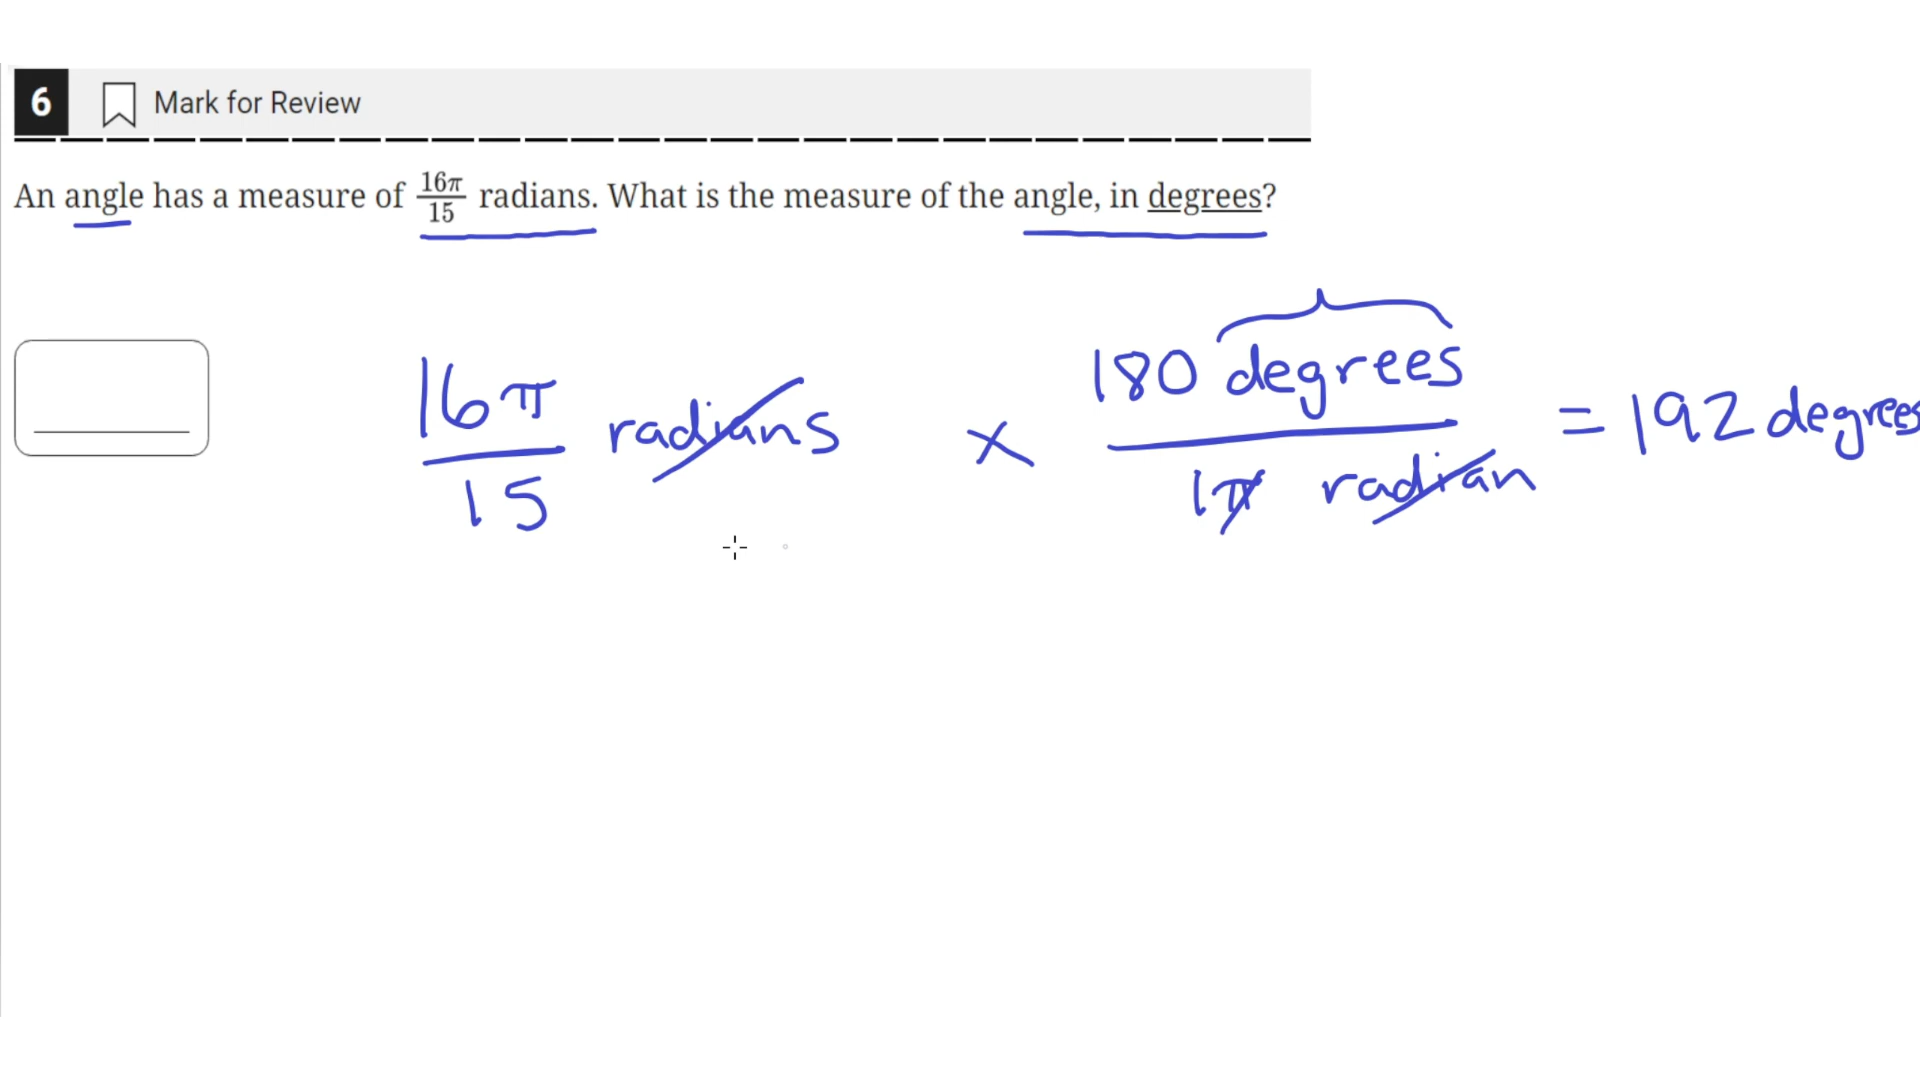 6 Mark for Review
An angle has a measure of 16π/15 radians. What is the measure of the angle, in degrees?
16π/15 radians × 180 degrees/1π radian = 192 degrees